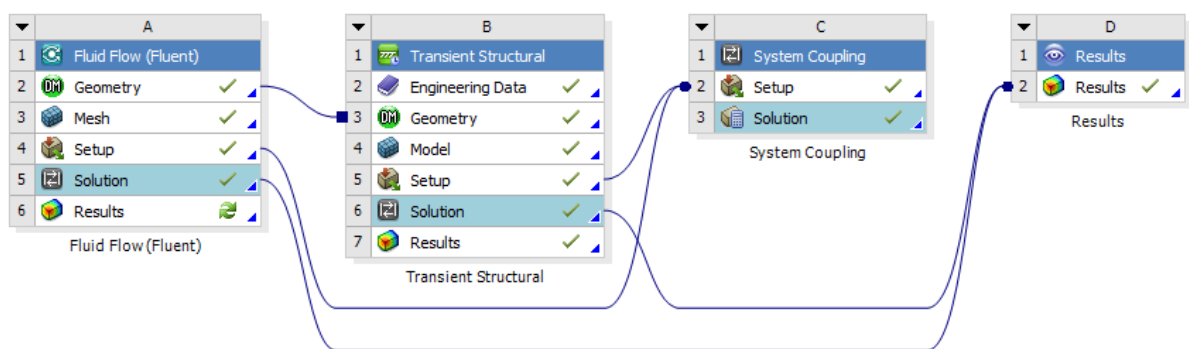 A
1 Fluid Flow (Fluent)
2 DM Geometry
3 Mesh
4 Setup
5 Solution
6 Results
Fluid Flow (Fluent)
B
1 Transient Structural
2 Engineering Data
3 DM Geometry
4 Model
5 Setup
6 Solution
7 Results
Transient Structural
C
1 System Coupling
2 Setup
3 Solution
System Coupling
D
1 Results
2 Results
Results